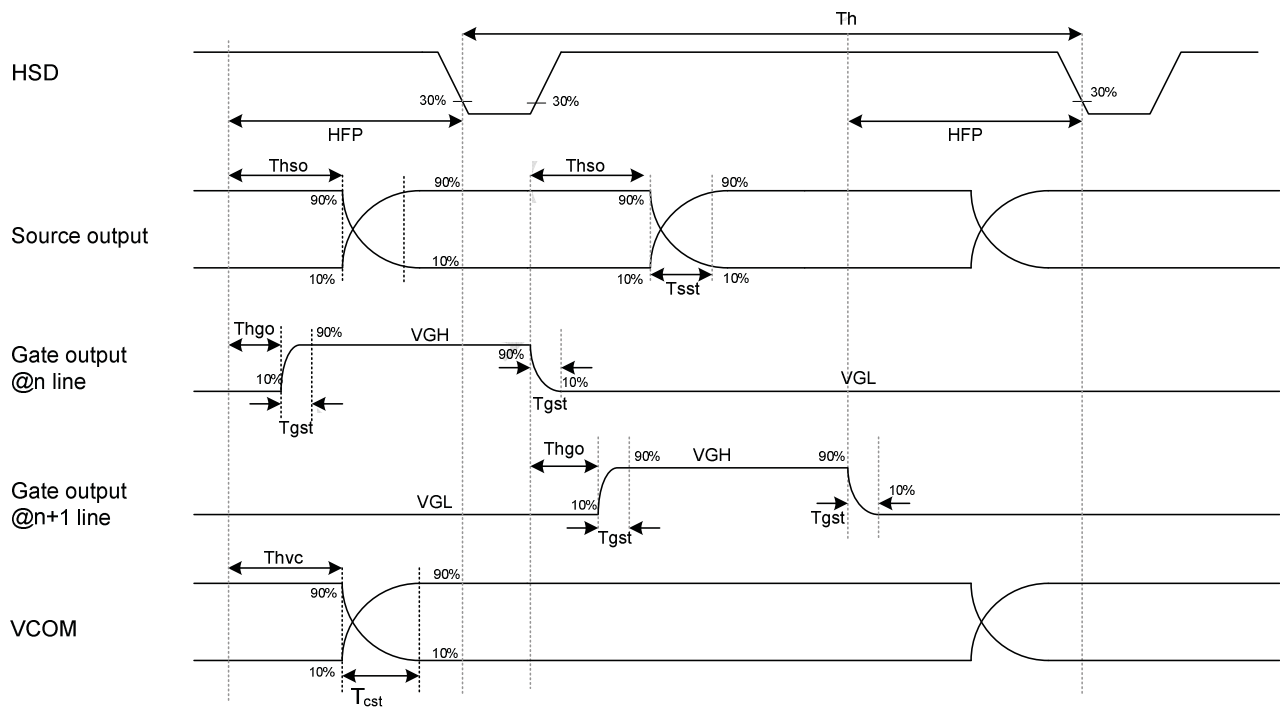 Th
HSD
30%
30%
30%
HFP
HFP
Thso
Thso
90%
90%
90%
90%
Source output
10%
10%
10%
10%
Tsst
Thgo
90%
VGH
90%
Gate output
@n line
10%
10%
VGL
Tgst
Tgst
Thgo
90%
VGH
90%
Gate output
@n+1 line
VGL
10%
10%
Tgst
Tgst
Thvc
90%
90%
VCOM
10%
10%
Tcst